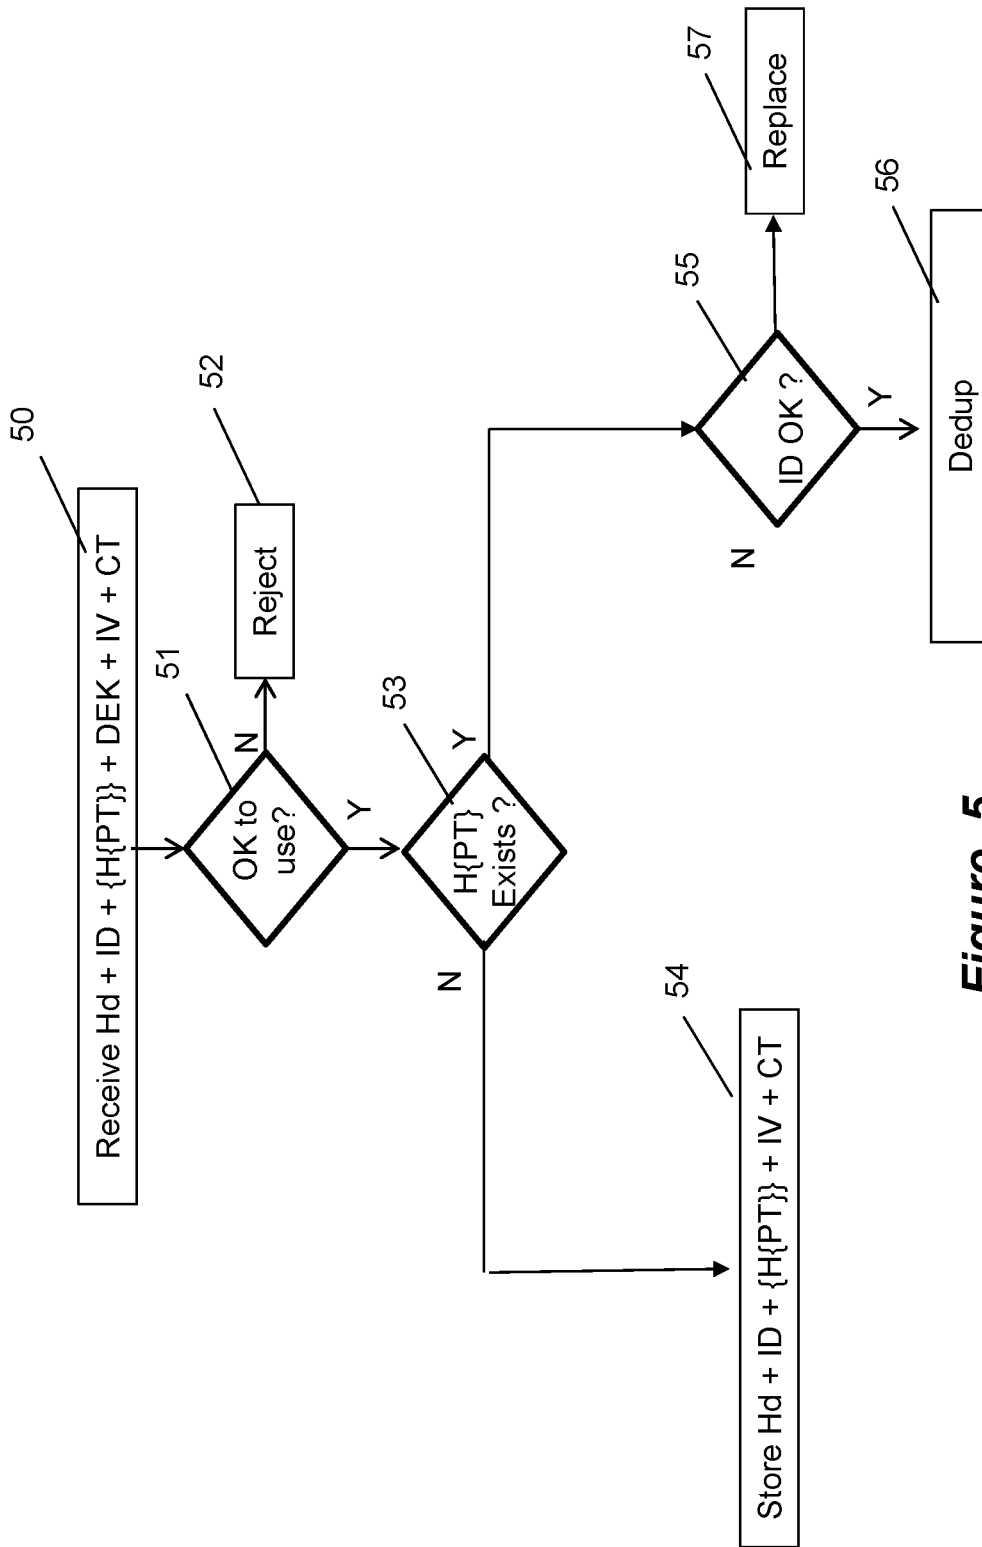 50
Receive Hd + ID + {H{PT}} + DEK + IV + CT
51
OK to
use?
N
52
Reject
Y
53
H{PT}
Exists ?
N
Y
54
Store Hd + ID + {H{PT}} + IV + CT
55
ID OK ?
N
57
Replace
Y
56
Dedup
Figure 5